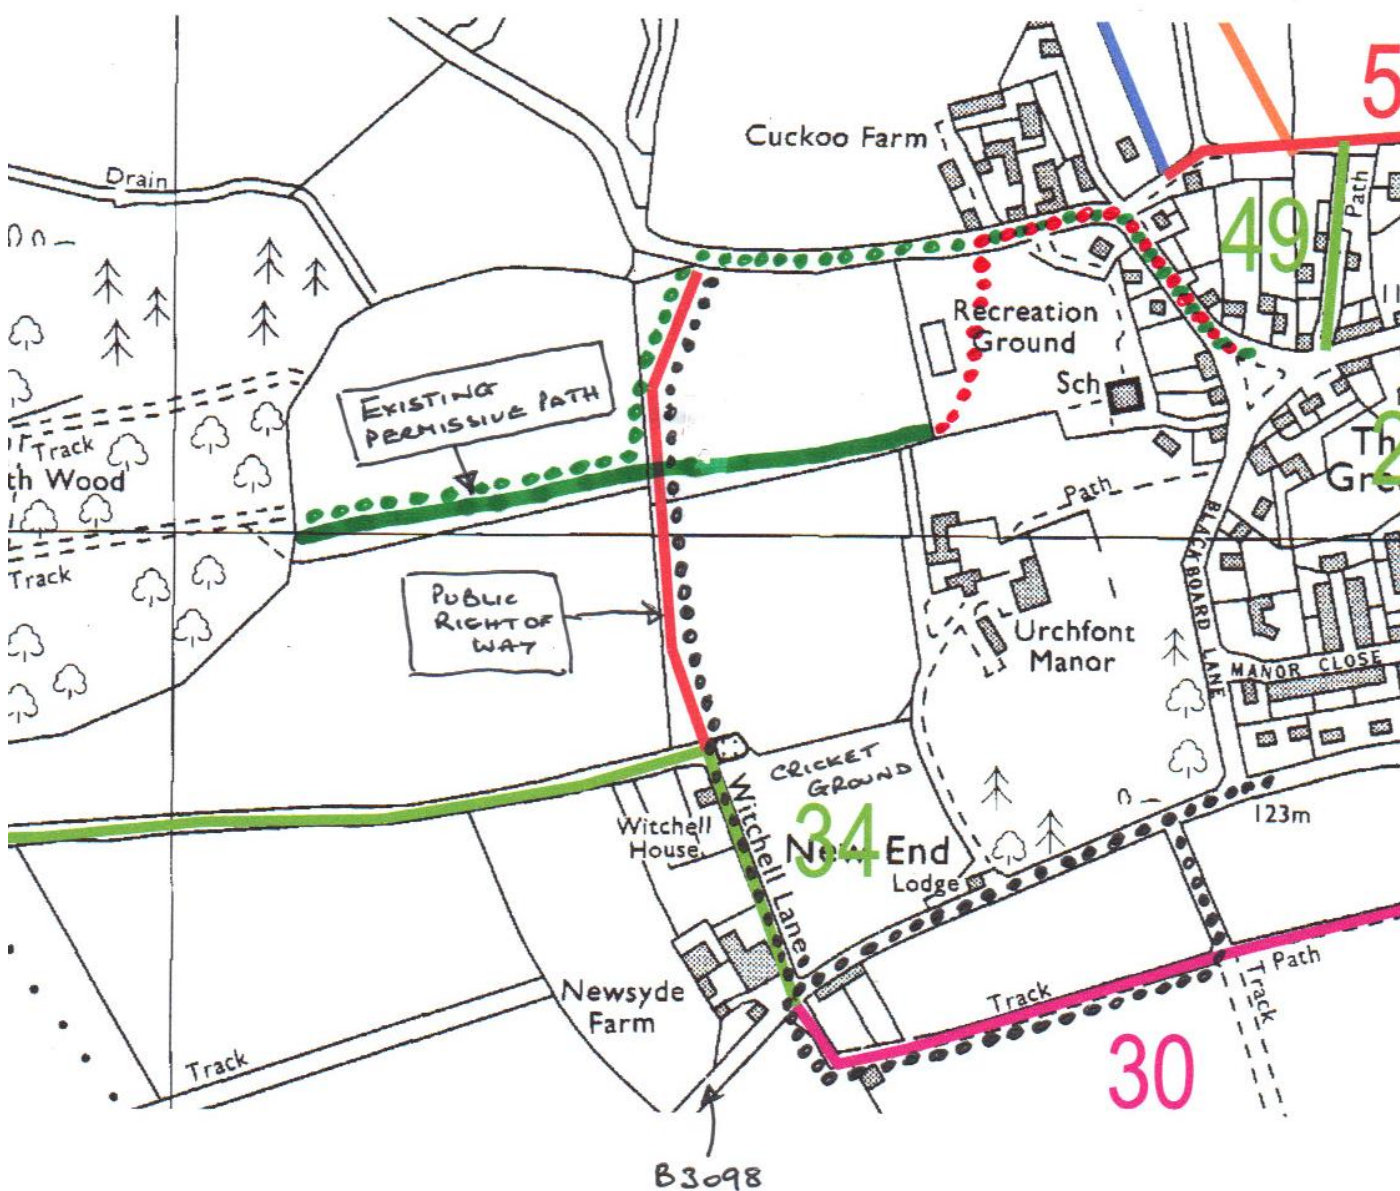 5
Cuckoo Farm
Drain
Path
49
Recreation
Ground
EXISTING
PERMISSIVE PATH
Sch
Track
th Wood
Path
Track
BLACKBOARD LANE
PUBLIC
RIGHT OF
WAY
Urchfont
Manor
MANOR CLOSE
CRICKET
GROUND
Witchell
House
Witchell Lane
34
New End
Lodge
123m
Newsyde
Farm
Track
Path
Track
Track
30
B3098